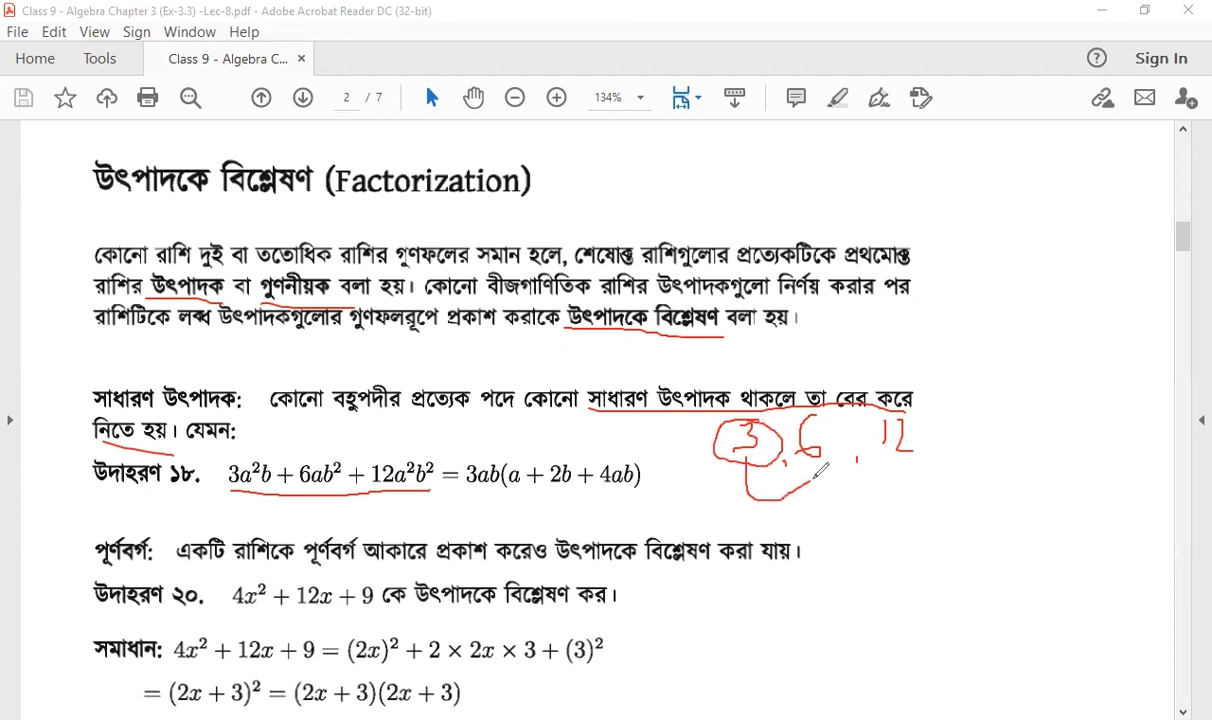 Class 9 - Algebra Chapter 3 (Ex-3.3) -Lec-8.pdf - Adobe Acrobat Reader DC (32-bit)
File Edit View Sign Window Help
Home Tools Class 9 - Algebra C... × Sign In
2 / 7 134%
উৎপাদকে বিশ্লেষণ (Factorization)
কোনো রাশি দুই বা ততোধিক রাশির গুণফলের সমান হলে, শেষোক্ত রাশিগুলোর প্রত্যেকটিকে প্রথমোক্ত
রাশির উৎপাদক বা গুণনীয়ক বলা হয়। কোনো বীজগাণিতিক রাশির উৎপাদকগুলো নির্ণয় করার পর
রাশিটিকে লব্ধ উৎপাদকগুলোর গুণফলরূপে প্রকাশ করাকে উৎপাদকে বিশ্লেষণ বলা হয়।
সাধারণ উৎপাদক: কোনো বহুপদীর প্রত্যেক পদে কোনো সাধারণ উৎপাদক থাকলে তা বের করে
নিতে হয়। যেমন:
3, 6, 12
উদাহরণ ১৮. 3a²b + 6ab² + 12a²b² = 3ab(a + 2b + 4ab)
পূর্ণবর্গ: একটি রাশিকে পূর্ণবর্গ আকারে প্রকাশ করেও উৎপাদকে বিশ্লেষণ করা যায়।
উদাহরণ ২০. 4x² + 12x + 9 কে উৎপাদকে বিশ্লেষণ কর।
সমাধান: 4x² + 12x + 9 = (2x)² + 2 × 2x × 3 + (3)²
= (2x + 3)² = (2x + 3)(2x + 3)